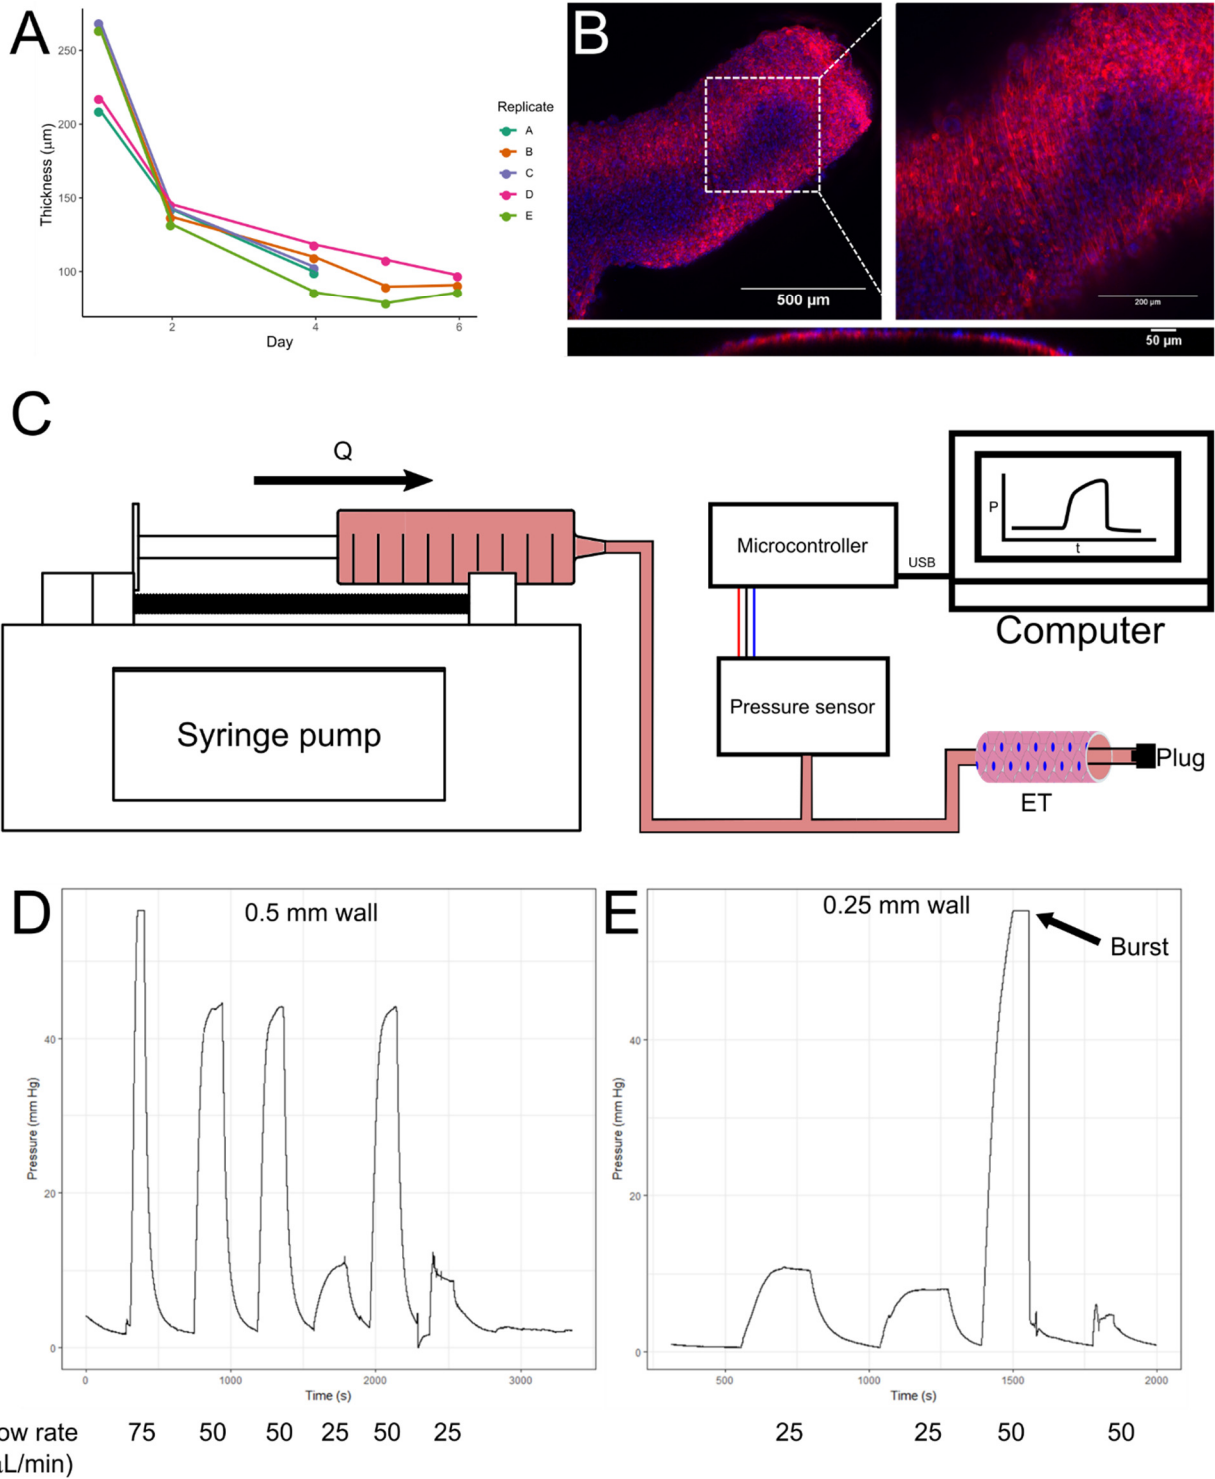 A
250
200
150
100
Thickness (µm)
2
4
6
Day
Replicate
A
B
C
D
E
B
500 µm
200 µm
50 µm
C
Q
Syringe pump
Microcontroller
USB
P
t
Computer
Pressure sensor
Plug
ET
D
0.5 mm wall
40
20
0
Pressure (mm Hg)
0
1000
2000
3000
Time (s)
E
0.25 mm wall
Burst
40
20
0
Pressure (mm Hg)
500
1000
1500
2000
Time (s)
ow rate 75 50 50 25 50 25 25 25 50 50
L/min)